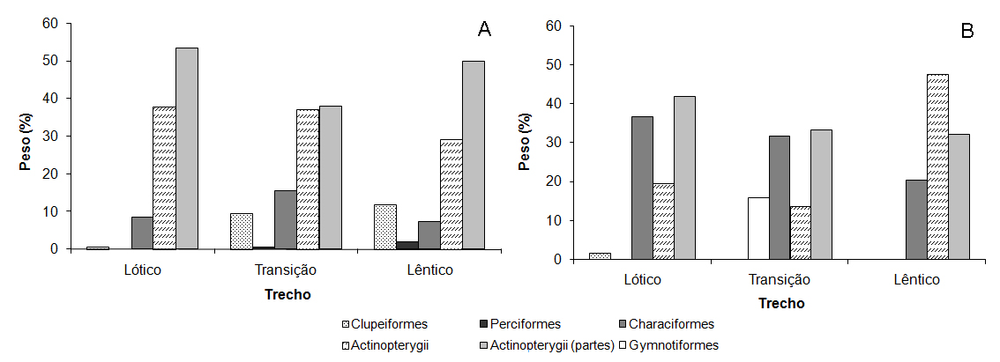 A
Peso (%)
60
50
40
30
20
10
0
Lótico Transição Lêntico
Trecho
B
Peso (%)
60
50
40
30
20
10
0
Lótico Transição Lêntico
Trecho
Clupeiformes Perciformes Characiformes
Actinopterygii Actinopterygii (partes) Gymnotiformes